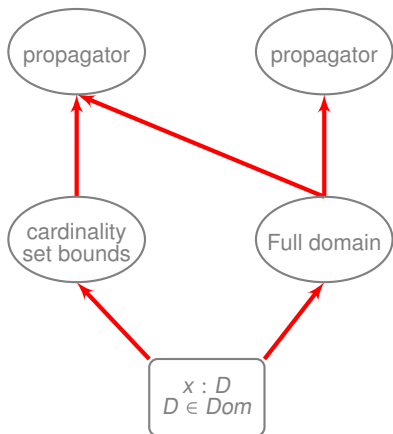 propagator
propagator
cardinality
set bounds
Full domain
x : D
D ∈ Dom